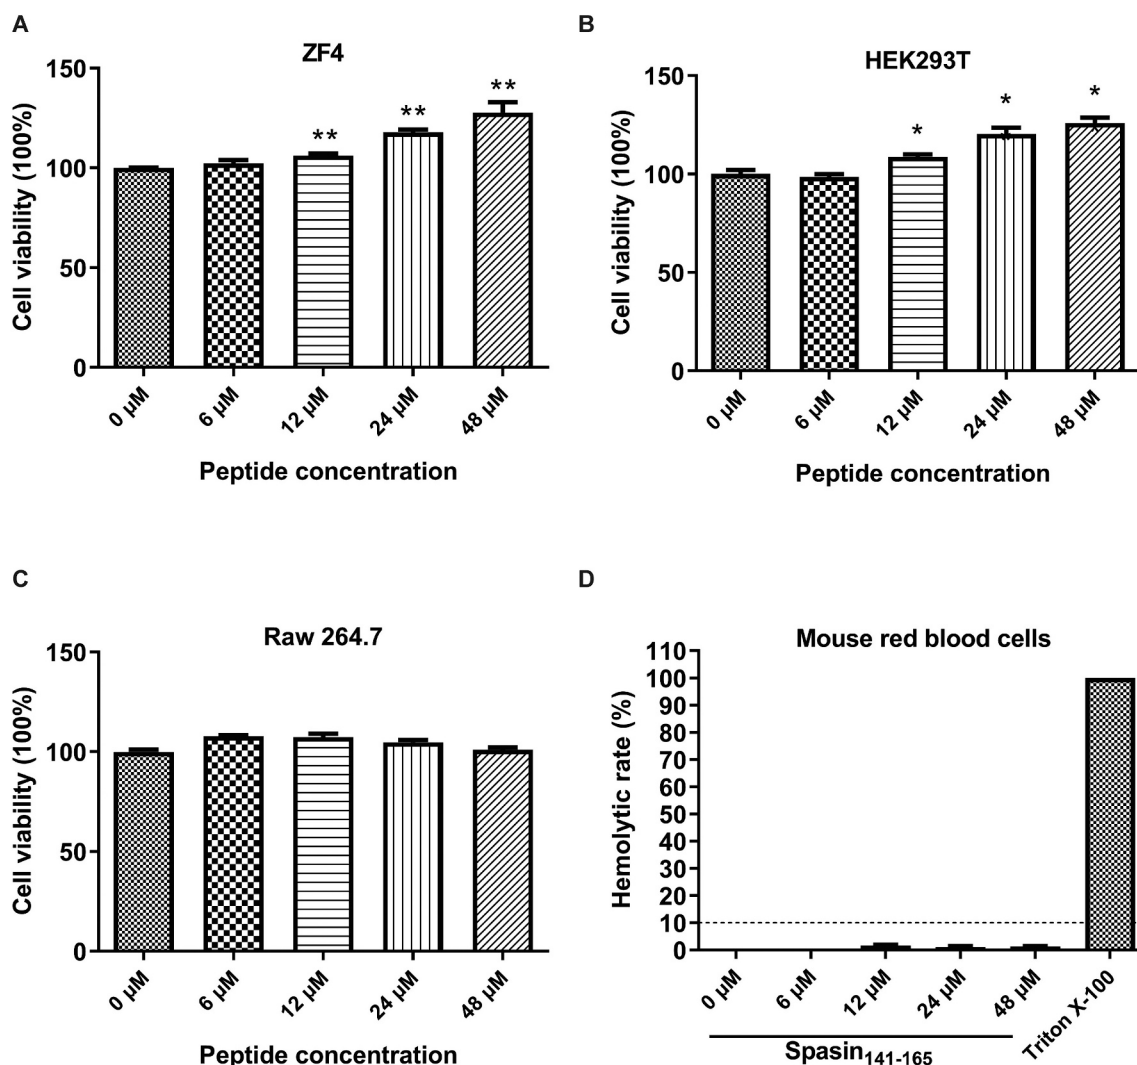 A
ZF4
Cell viability (100%)
150
100
50
0
**
**
**
0 µM
6 µM
12 µM
24 µM
48 µM
Peptide concentration
B
HEK293T
Cell viability (100%)
150
100
50
0
*
*
*
0 µM
6 µM
12 µM
24 µM
48 µM
Peptide concentration
C
Raw 264.7
Cell viability (100%)
150
100
50
0
0 µM
6 µM
12 µM
24 µM
48 µM
Peptide concentration
D
Mouse red blood cells
Hemolytic rate (%)
110
100
90
80
70
60
50
40
30
20
10
0
0 µM
6 µM
12 µM
24 µM
48 µM
Triton X-100
Spasin141-165